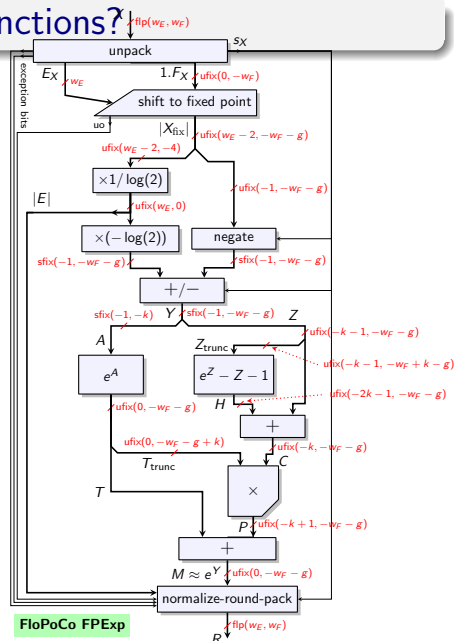 nctions?
X
flp(w_E, w_F)
unpack
s_X
exception bits
E_X
w_E
1.F_X
ufix(0, −w_F)
shift to fixed point
uo
|X_fix|
ufix(w_E − 2, −w_F − g)
ufix(w_E − 2, −4)
×1/ log(2)
ufix(−1, −w_F − g)
|E|
ufix(w_E, 0)
×(− log(2))
negate
sfix(−1, −w_F − g)
sfix(−1, −w_F − g)
+/−
sfix(−1, −k)
Y
sfix(−1, −w_F − g)
Z
ufix(−k − 1, −w_F − g)
A
Z_trunc
ufix(−k − 1, −w_F + k − g)
e^A
e^Z − Z − 1
ufix(−2k − 1, −w_F − g)
ufix(0, −w_F − g)
H
+
ufix(0, −w_F − g + k)
ufix(−k, −w_F − g)
T_trunc
C
T
×
P
ufix(−k + 1, −w_F − g)
+
M ≈ e^Y
ufix(0, −w_F − g)
normalize-round-pack
FloPoCo FPExp
flp(w_E, w_F)
R